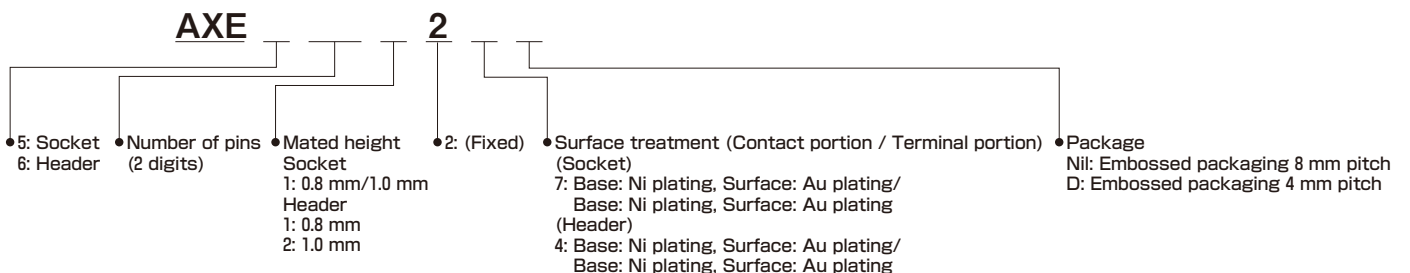 AXE 2
5: Socket
6: Header
Number of pins
(2 digits)
Mated height
Socket
1: 0.8 mm/1.0 mm
Header
1: 0.8 mm
2: 1.0 mm
2: (Fixed)
Surface treatment (Contact portion / Terminal portion)
(Socket)
7: Base: Ni plating, Surface: Au plating/
Base: Ni plating, Surface: Au plating
(Header)
4: Base: Ni plating, Surface: Au plating/
Base: Ni plating, Surface: Au plating
Package
Nil: Embossed packaging 8 mm pitch
D: Embossed packaging 4 mm pitch